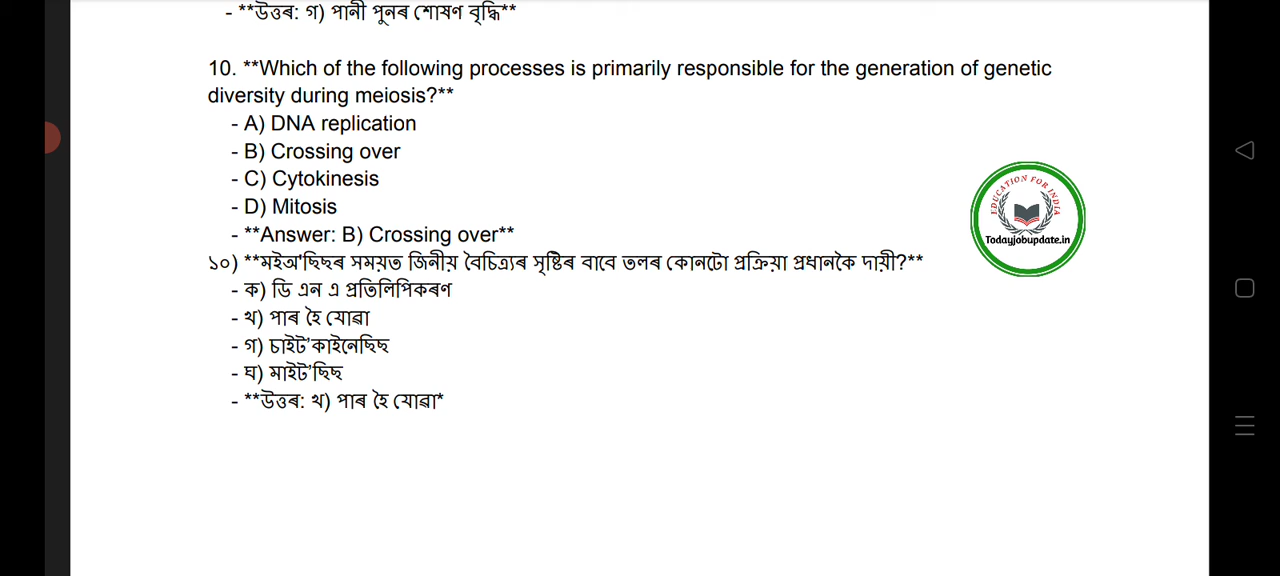 - **উত্তৰ: গ) পানী পুনৰ শোষণ বৃদ্ধি**
10. **Which of the following processes is primarily responsible for the generation of genetic
diversity during meiosis?**
- A) DNA replication
- B) Crossing over
- C) Cytokinesis
- D) Mitosis
- **Answer: B) Crossing over**
১০) **মইঅ'ছিছৰ সময়ত জিনীয় বৈচিত্ৰ্যৰ সৃষ্টিৰ বাবে তলৰ কোনটো প্ৰক্ৰিয়া প্ৰধানকৈ দায়ী?**
- ক) ডি এন এ প্ৰতিলিপিকৰণ
- খ) পাৰ হৈ যোৱা
- গ) চাইট’কাইনেছিছ
- ঘ) মাইট’ছিছ
- **উত্তৰ: খ) পাৰ হৈ যোৱা*
EDUCATION FOR INDIA
Todayjobupdate.in